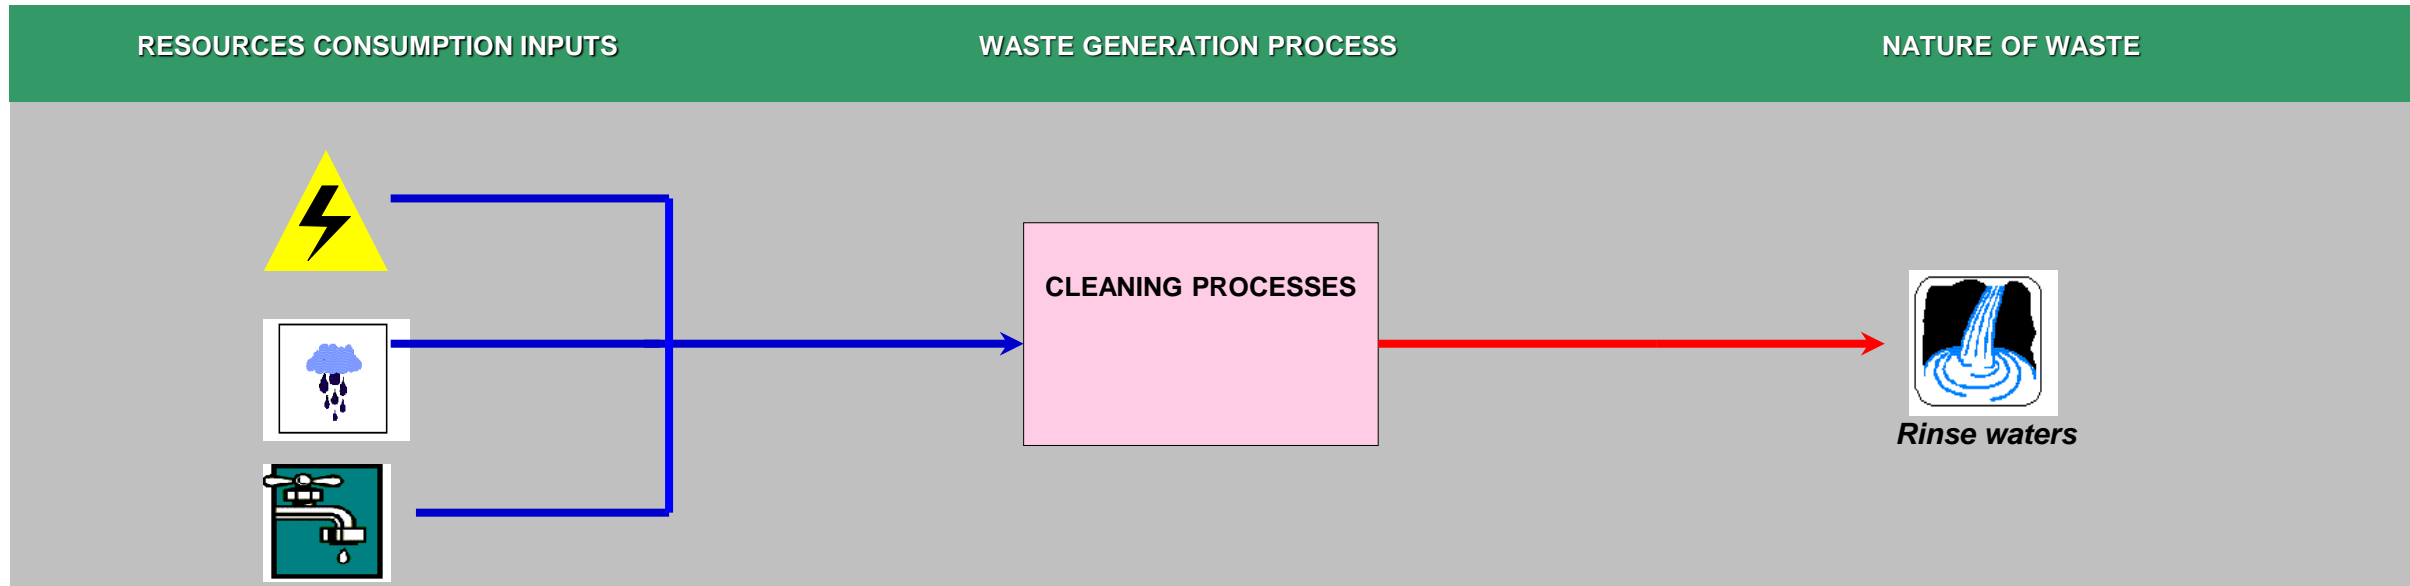 RESOURCES CONSUMPTION INPUTS
WASTE GENERATION PROCESS
NATURE OF WASTE
CLEANING PROCESSES
Rinse waters